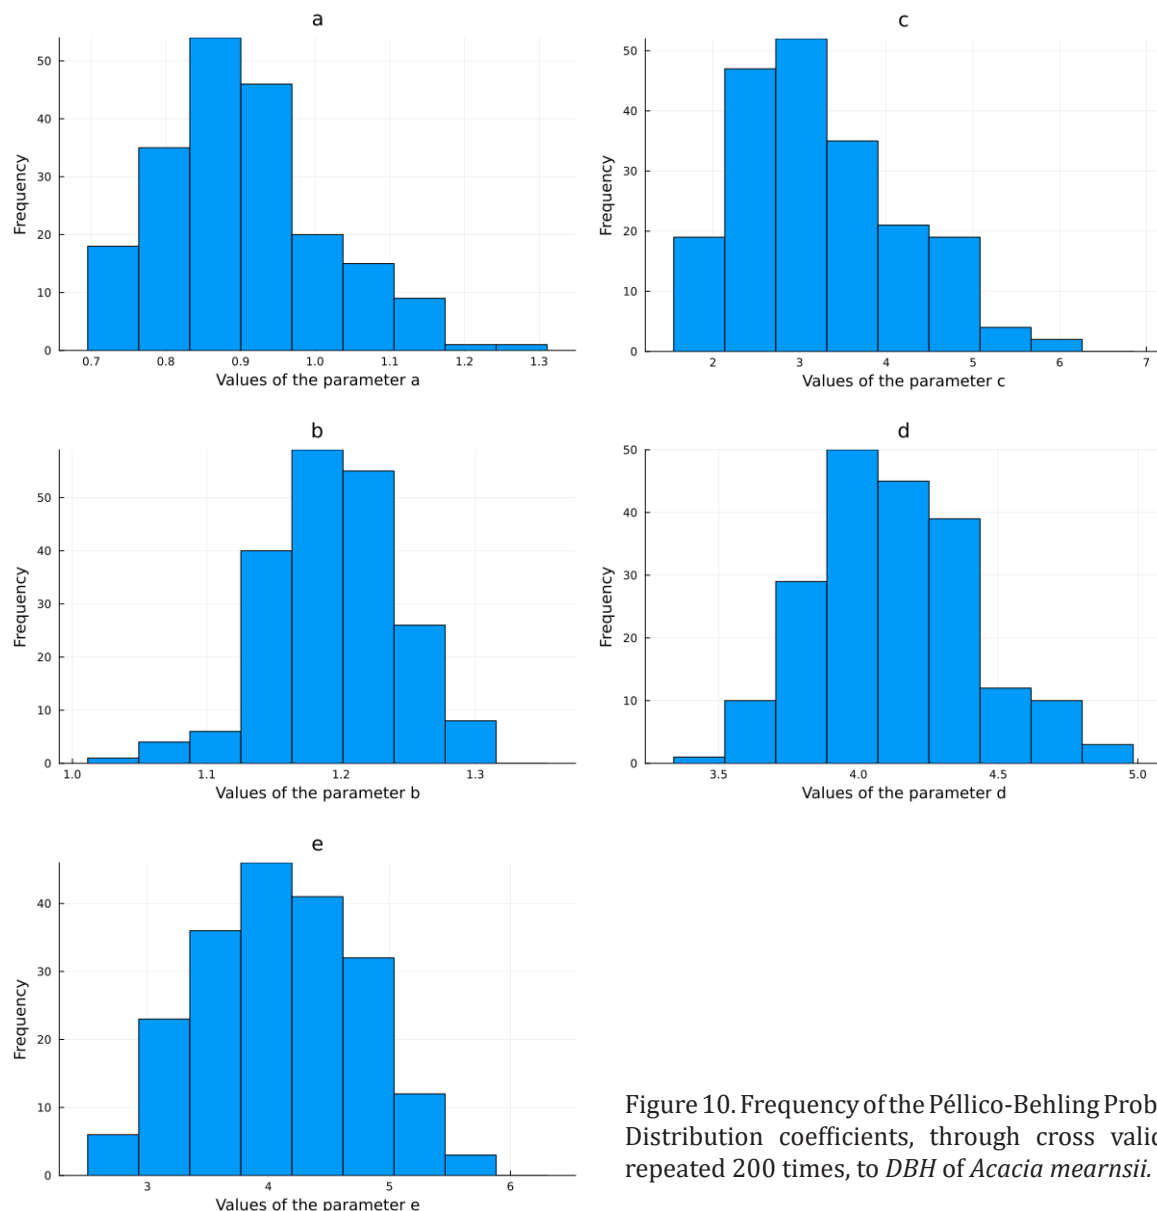 a
50
40
30
20
10
0
Frequency
0.7 0.8 0.9 1.0 1.1 1.2 1.3
Values of the parameter a
c
50
40
30
20
10
0
Frequency
2 3 4 5 6 7
Values of the parameter c
b
50
40
30
20
10
0
Frequency
1.0 1.1 1.2 1.3
Values of the parameter b
d
50
40
30
20
10
0
Frequency
3.5 4.0 4.5 5.0
Values of the parameter d
e
40
30
20
10
0
Frequency
3 4 5 6
Values of the parameter e
Figure 10. Frequency of the Péllico-Behling Prob
Distribution coefficients, through cross valid
repeated 200 times, to DBH of Acacia mearnsii.